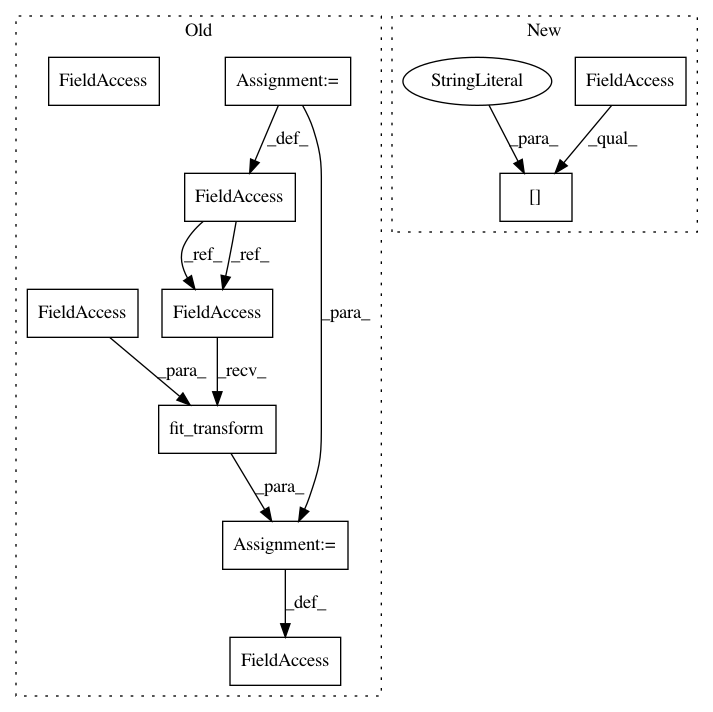 Old
New
FieldAccess
Assignment:=
StringLiteral
FieldAccess
_def_
_para_
_qual_
FieldAccess
[]
_ref_
_ref_
_para_
FieldAccess
FieldAccess
_para_
_recv_
fit_transform
_para_
Assignment:=
_def_
FieldAccess